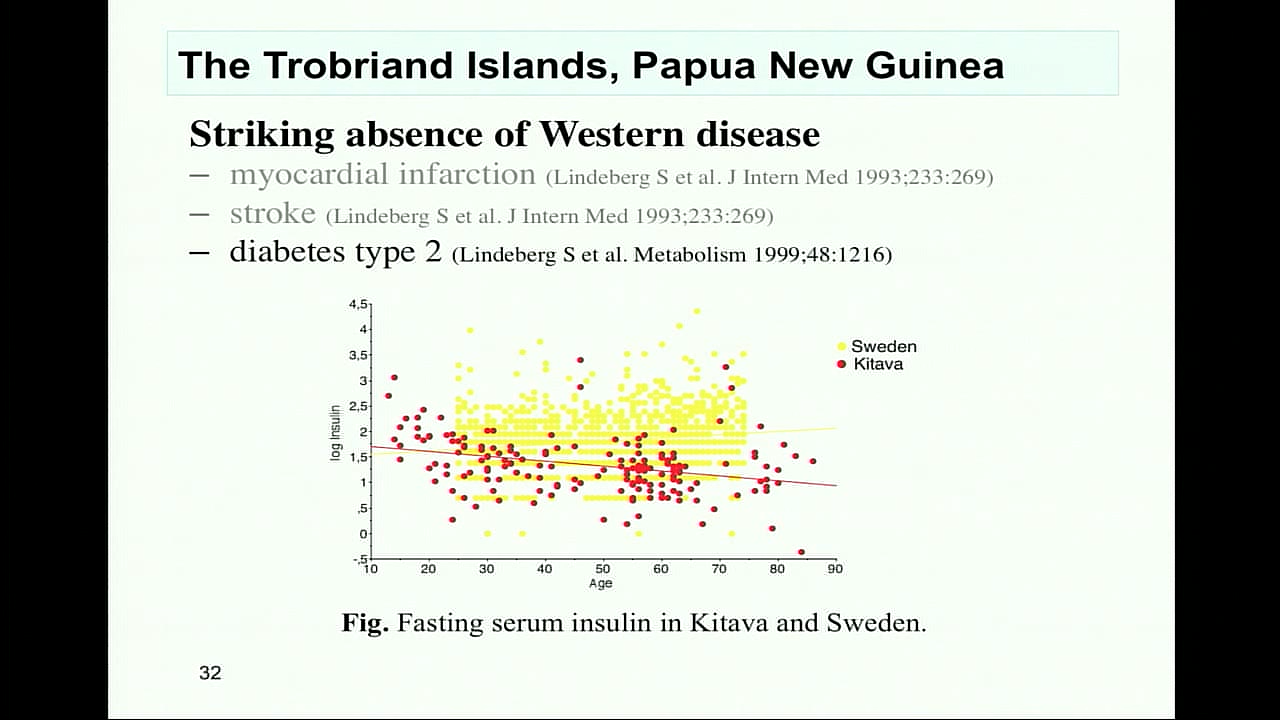 The Trobriand Islands, Papua New Guinea
Striking absence of Western disease
– myocardial infarction (Lindeberg S et al. J Intern Med 1993;233:269)
– stroke (Lindeberg S et al. J Intern Med 1993;233:269)
– diabetes type 2 (Lindeberg S et al. Metabolism 1999;48:1216)
4,5
4
3,5
3
2,5
2
1,5
1
,5
0
-,5
log Insulin
10 20 30 40 50 60 70 80 90
Age
Sweden
Kitava
Fig. Fasting serum insulin in Kitava and Sweden.
32